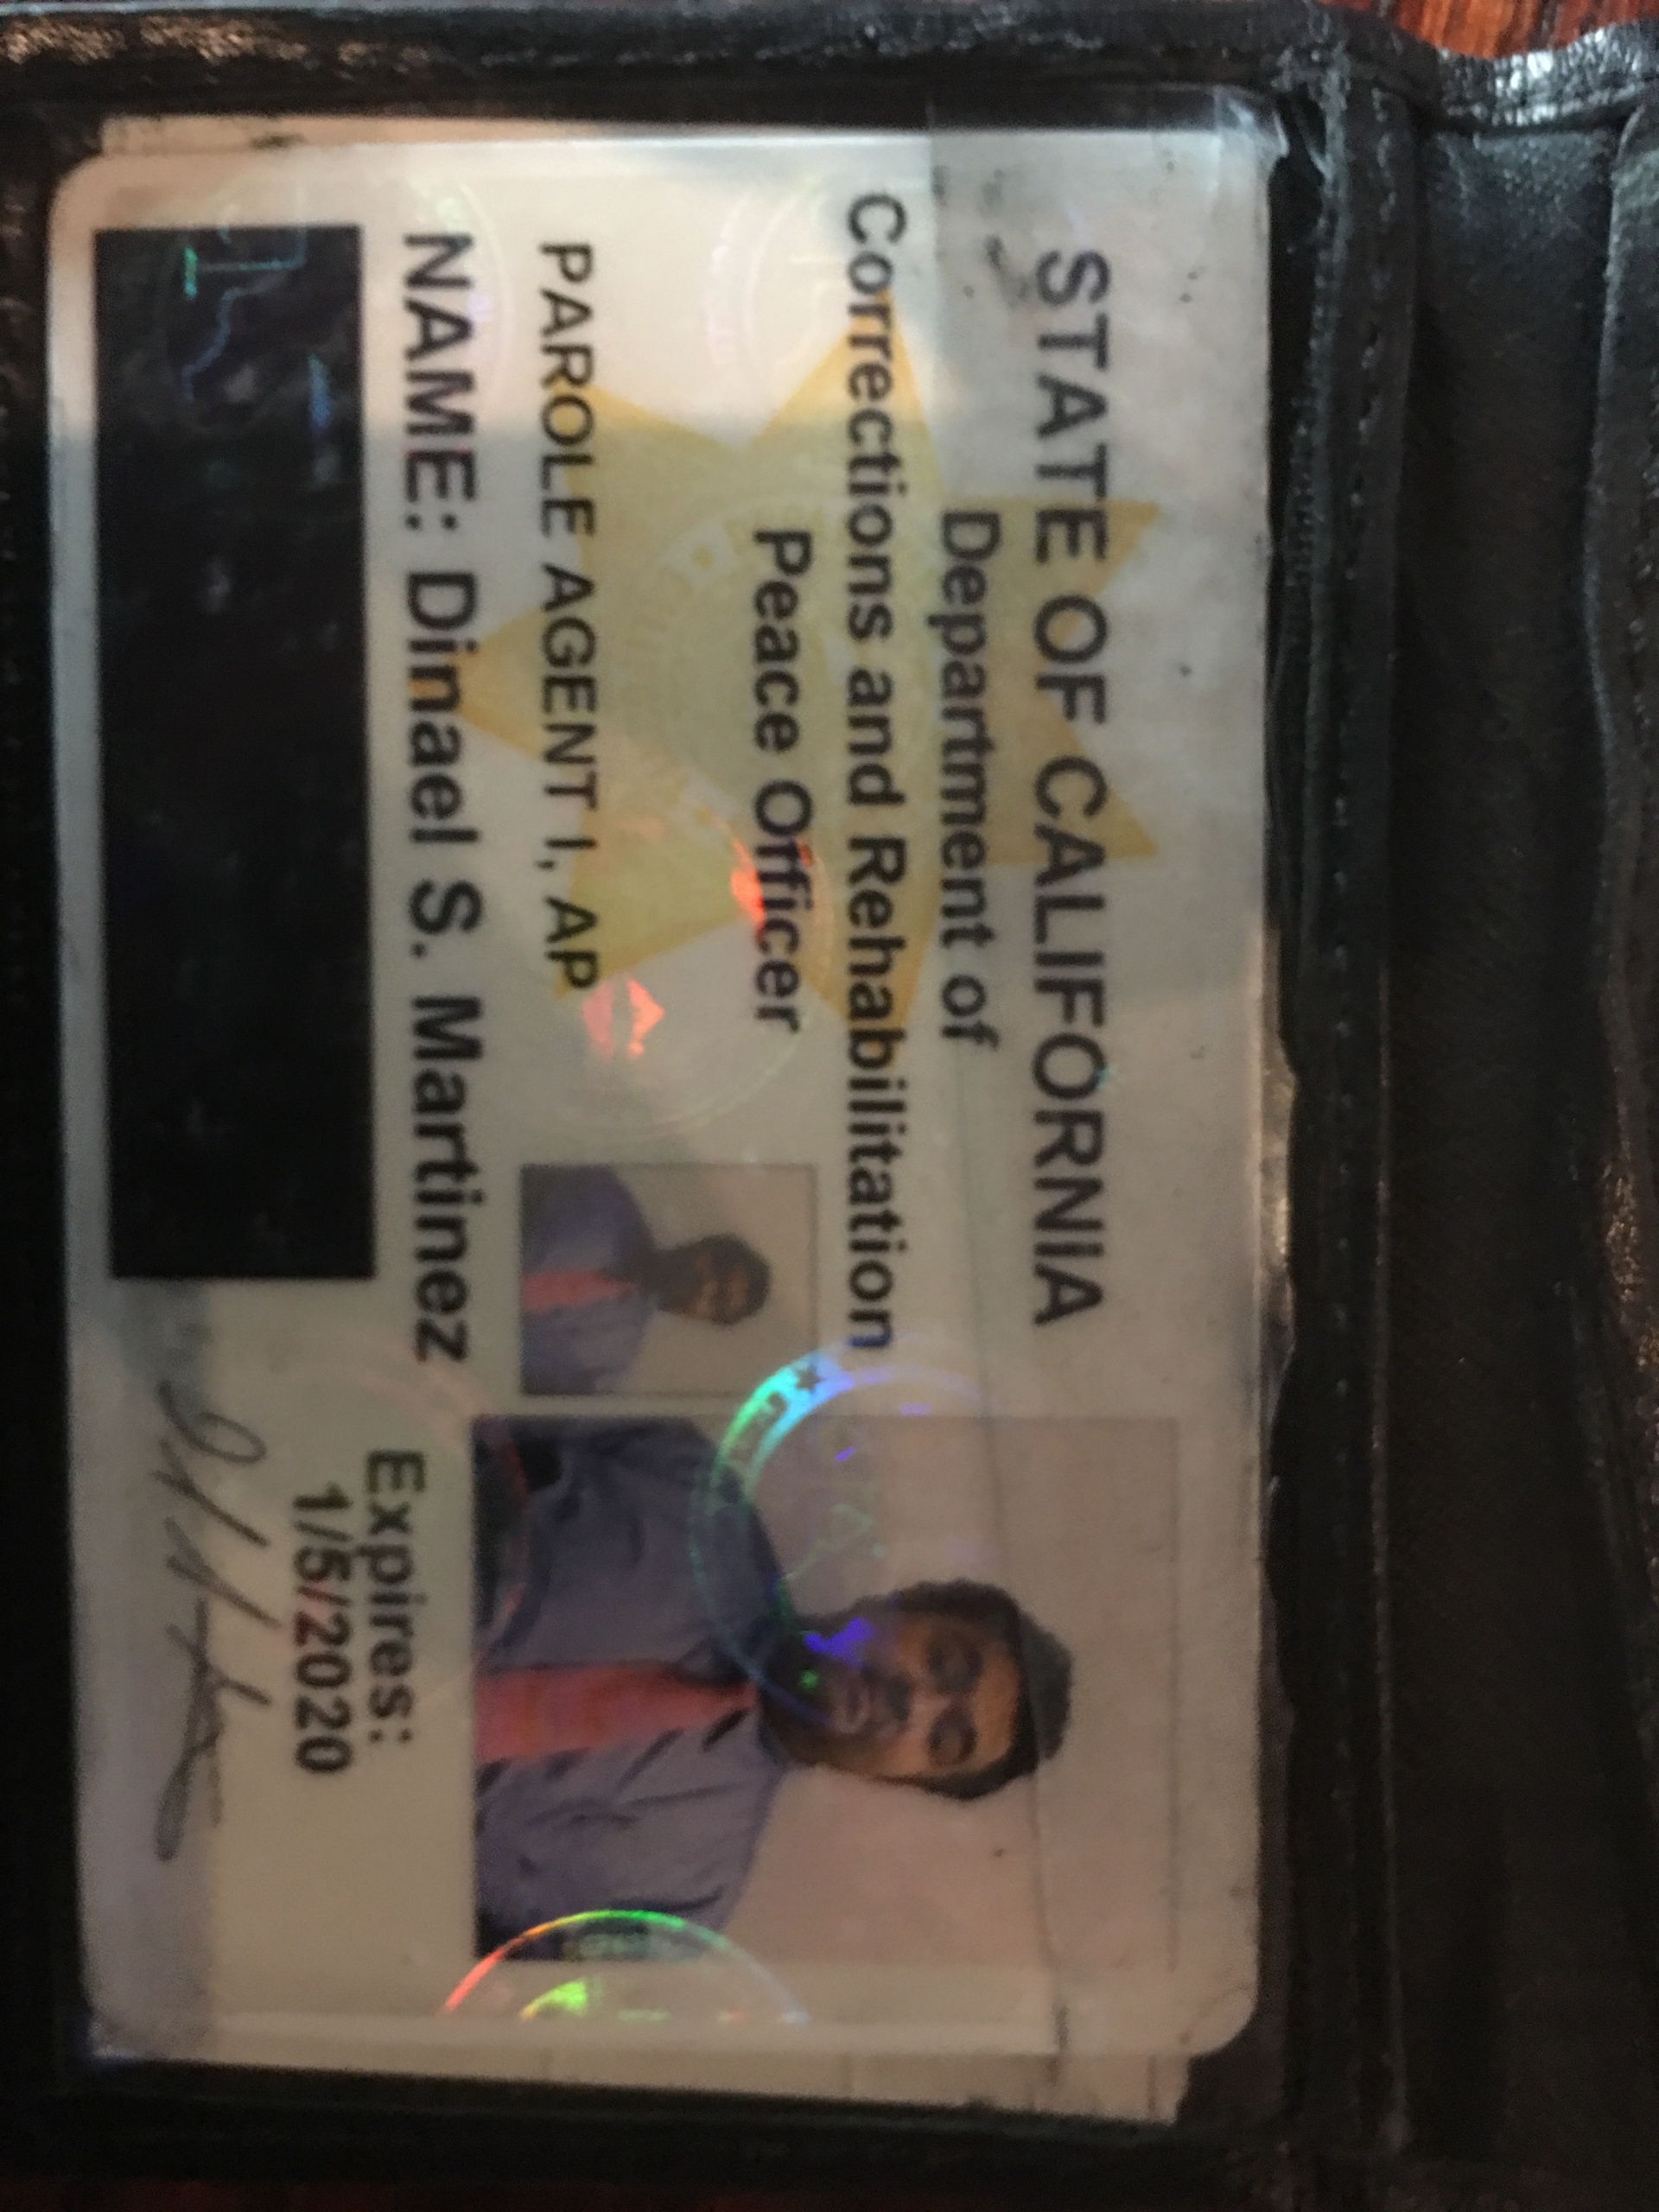 STATE OF CALIFORNIA
Department of
Corrections and Rehabilitation
Peace Officer
PAROLE AGENT I, AP
NAME: Dinael S. Martinez
Expires:
1/5/2020